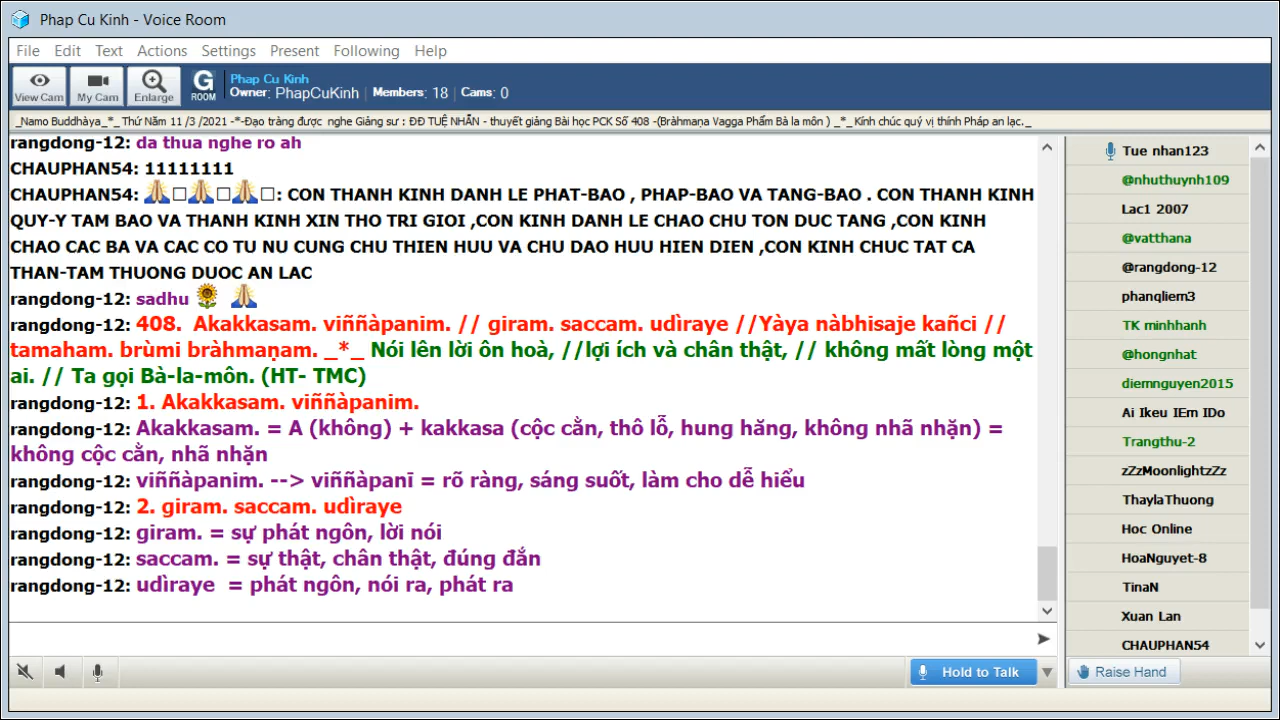 Phap Cu Kinh - Voice Room
File Edit Text Actions Settings Present Following Help
View Cam My Cam Enlarge G ROOM
Phap Cu Kinh
Owner: PhapCuKinh Members: 18 Cams: 0
_Namo Buddhàya_*_Thứ Năm 11 /3 /2021 -*-Đạo tràng được nghe Giảng sư : ĐĐ TUỆ NHẪN - thuyết giảng Bài học PCK Số 408 -(Bràhmaṇa Vagga Phẩm Bà la môn ) _*_Kính chúc quý vị thính Pháp an lạc._
rangdong-12: da thua nghe ro ah
CHAUPHAN54: 11111111
CHAUPHAN54: 🙏□🙏□🙏□: CON THANH KINH DANH LE PHAT-BAO , PHAP-BAO VA TANG-BAO . CON THANH KINH
QUY-Y TAM BAO VA THANH KINH XIN THO TRI GIOI ,CON KINH DANH LE CHAO CHU TON DUC TANG ,CON KINH
CHAO CAC BA VA CAC CO TU NU CUNG CHU THIEN HUU VA CHU DAO HUU HIEN DIEN ,CON KINH CHUC TAT CA
THAN-TAM THUONG DUOC AN LAC
rangdong-12: sadhu 🌻 🙏
rangdong-12: 408. Akakkasam. viññàpanim. // giram. saccam. udìraye //Yàya nàbhisaje kañci //
tamaham. brùmi bràhmaṇam. _*_ Nói lên lời ôn hoà, //lợi ích và chân thật, // không mất lòng một
ai. // Ta gọi Bà-la-môn. (HT- TMC)
rangdong-12: 1. Akakkasam. viññàpanim.
rangdong-12: Akakkasam. = A (không) + kakkasa (cộc cằn, thô lỗ, hung hăng, không nhã nhặn) =
không cộc cằn, nhã nhặn
rangdong-12: viññàpanim. --> viññàpanī = rõ ràng, sáng suốt, làm cho dễ hiểu
rangdong-12: 2. giram. saccam. udìraye
rangdong-12: giram. = sự phát ngôn, lời nói
rangdong-12: saccam. = sự thật, chân thật, đúng đắn
rangdong-12: udìraye = phát ngôn, nói ra, phát ra
Hold to Talk
Tue nhan123
@nhuthuynh109
Lac1 2007
@vatthana
@rangdong-12
phanqliem3
TK minhhanh
@hongnhat
diemnguyen2015
Ai Ikeu IEm IDo
Trangthu-2
zZzMoonlightzZz
ThaylaThuong
Hoc Online
HoaNguyet-8
TinaN
Xuan Lan
CHAUPHAN54
Raise Hand